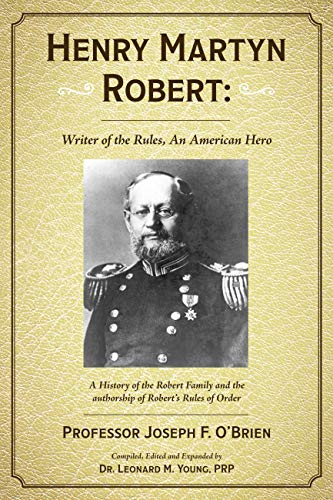 HENRY MARTYN
ROBERT:
Writer of the Rules, An American Hero
A History of the Robert Family and the
authorship of Robert's Rules of Order
PROFESSOR JOSEPH F. O'BRIEN
Compiled, Edited and Expanded by
DR. LEONARD M. YOUNG, PRP